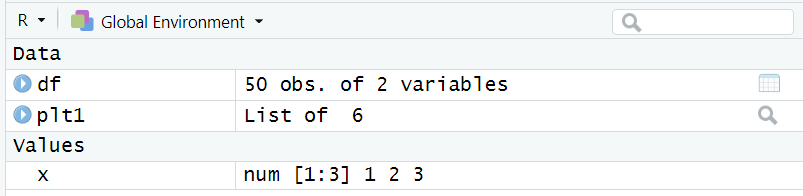 R Global Environment
Data
df 50 obs. of 2 variables
plt1 List of  6
Values
x num [1:3] 1 2 3